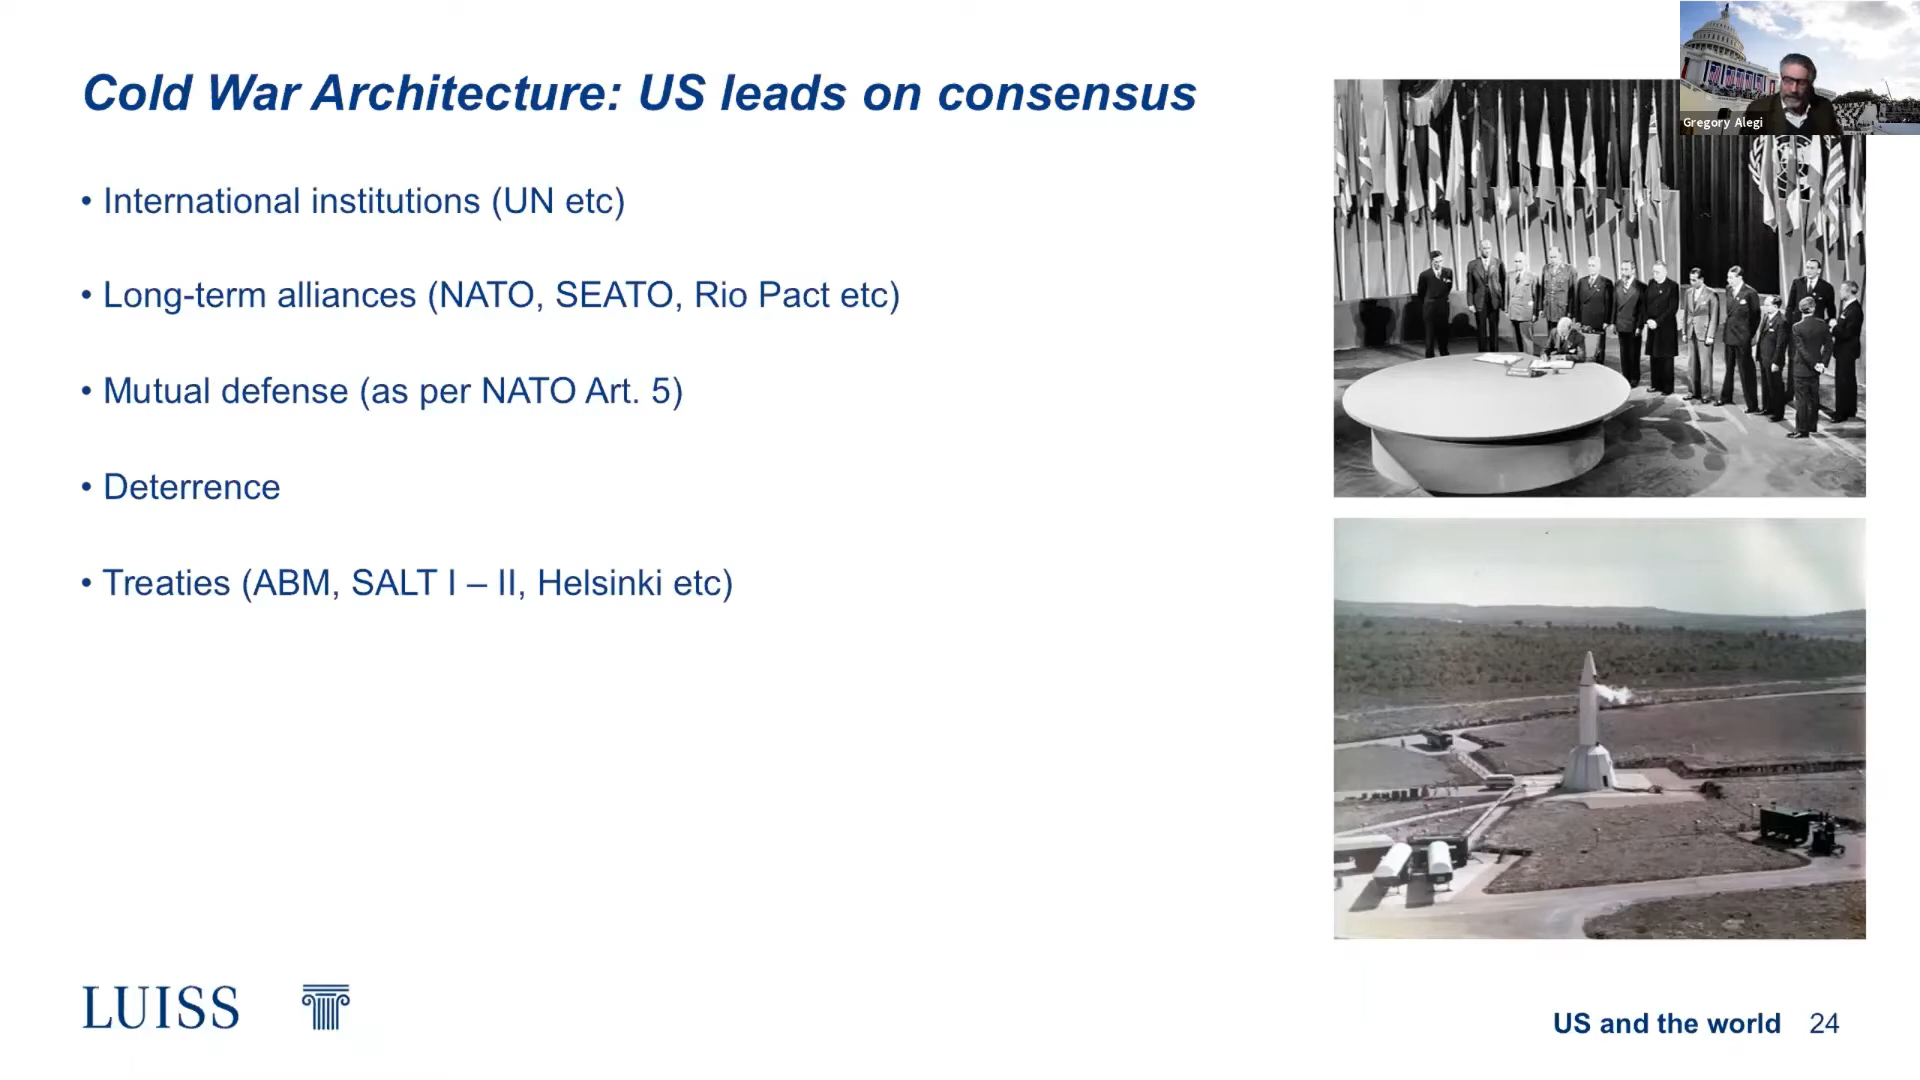 Cold War Architecture: US leads on consensus
Gregory Alegi
• International institutions (UN etc)
• Long-term alliances (NATO, SEATO, Rio Pact etc)
• Mutual defense (as per NATO Art. 5)
• Deterrence
• Treaties (ABM, SALT I – II, Helsinki etc)
LUISS
US and the world 24